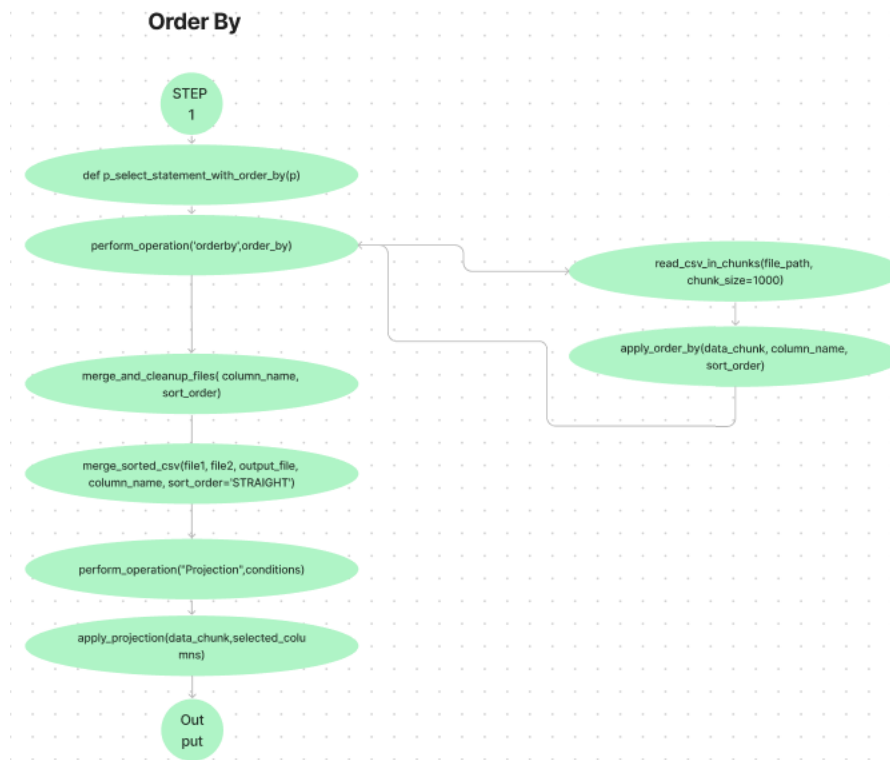 Order By
STEP
1
def p_select_statement_with_order_by(p)
perform_operation('orderby',order_by)
read_csv_in_chunks(file_path,
chunk_size=1000)
apply_order_by(data_chunk, column_name,
sort_order)
merge_and_cleanup_files( column_name,
sort_order)
merge_sorted_csv(file1, file2, output_file,
column_name, sort_order='STRAIGHT')
perform_operation("Projection",conditions)
apply_projection(data_chunk,selected_colu
mns)
Out
put